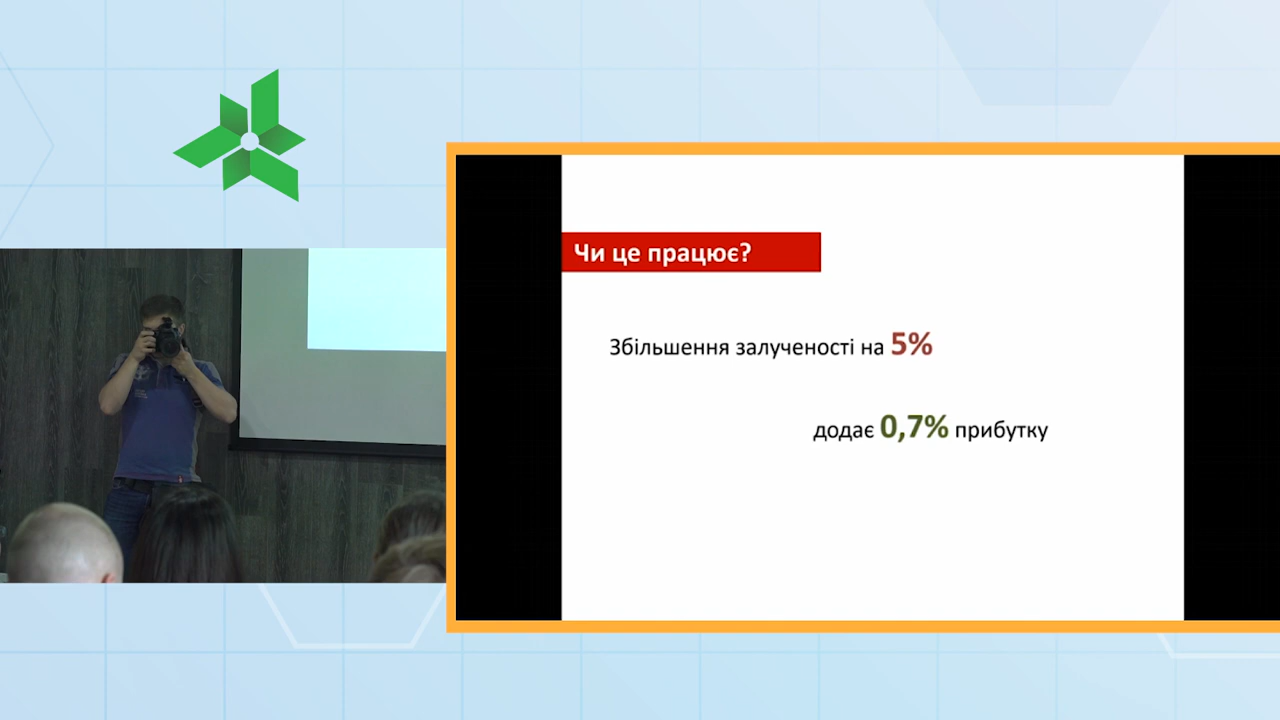 Чи це працює?
Збільшення залученості на 5%
додає 0,7% прибутку